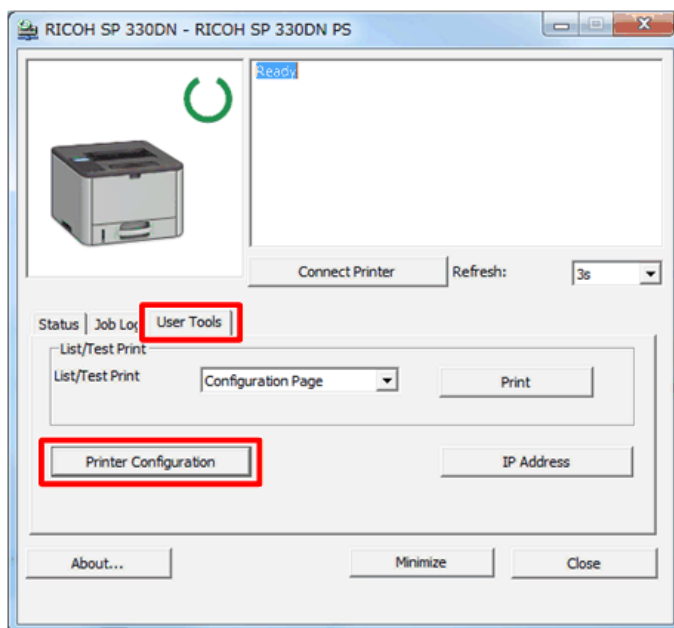 RICOH SP 330DN - RICOH SP 330DN PS
Ready
Connect Printer Refresh: 3s
Status Job Log User Tools
List/Test Print
List/Test Print Configuration Page Print
Printer Configuration IP Address
About... Minimize Close